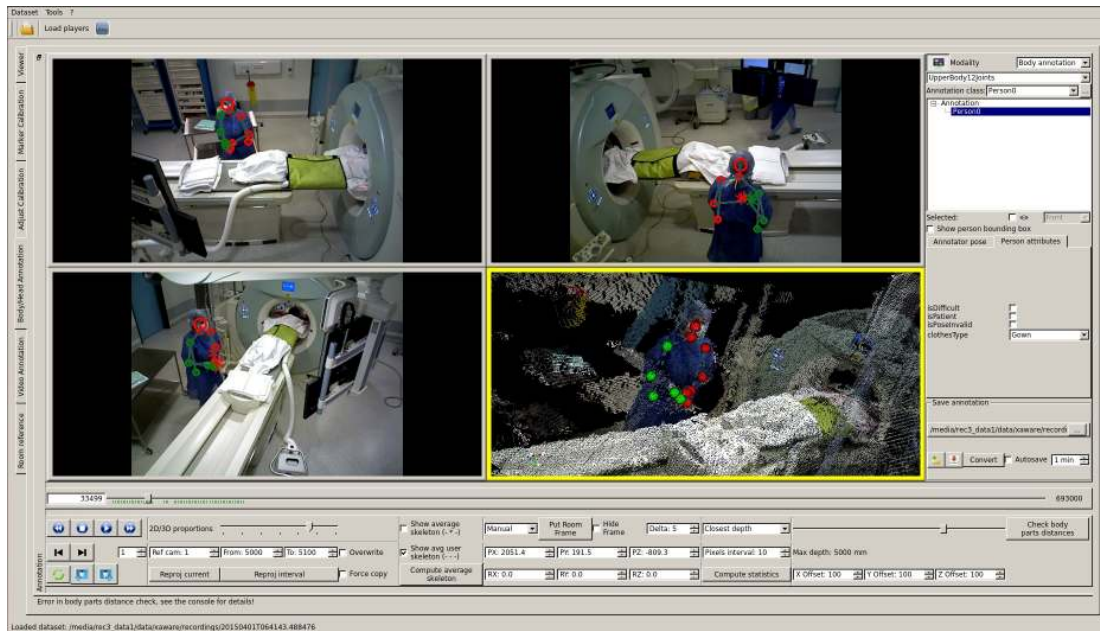 Dataset Tools ?
Load players
Viewer
Marker Calibration
Adjust Calibration
Body/Head Annotation
Video Annotation
Room reference
Modality
Body annotation
UpperBody12Joints
Annotation class: Person0
...
Annotation
Person0
Selected:
<>
front
Show person bounding box
Annotator pose
Person attributes
isDifficult
isPatient
isPoseInvalid
clothesType
Gown
Save annotation
/media/rec3_data1/data/xaware/recordi
...
Convert
Autosave
1 min
33499
693000
Annotation
2D/3D proportions
Show average skeleton (- * -)
Manual
Put Room Frame
Hide Frame
Delta: 5
Closest depth
Check body parts distances
1
Ref cam: 1
From: 5000
To: 5100
Overwrite
Show avg user skeleton (- - -)
PX: 2051.4
PY: 191.5
PZ: -809.3
Pixels interval: 10
Max depth: 5000 mm
Reproj current
Reproj interval
Force copy
Compute average skeleton
RX: 0.0
RY: 0.0
RZ: 0.0
Compute statistics
X Offset: 100
Y Offset: 100
Z Offset: 100
Error in body parts distance check, see the console for details!
Loaded dataset: /media/rec3_data1/data/xaware/recordings/20150401T064143.488476